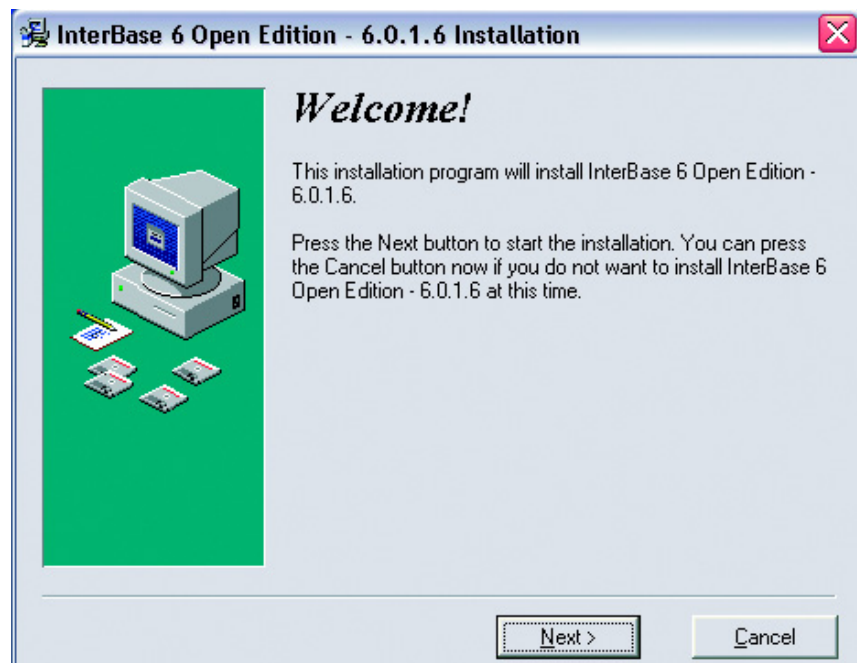 InterBase 6 Open Edition - 6.0.1.6 Installation
Welcome!
This installation program will install InterBase 6 Open Edition -
6.0.1.6.
Press the Next button to start the installation. You can press
the Cancel button now if you do not want to install InterBase 6
Open Edition - 6.0.1.6 at this time.
Next >
Cancel